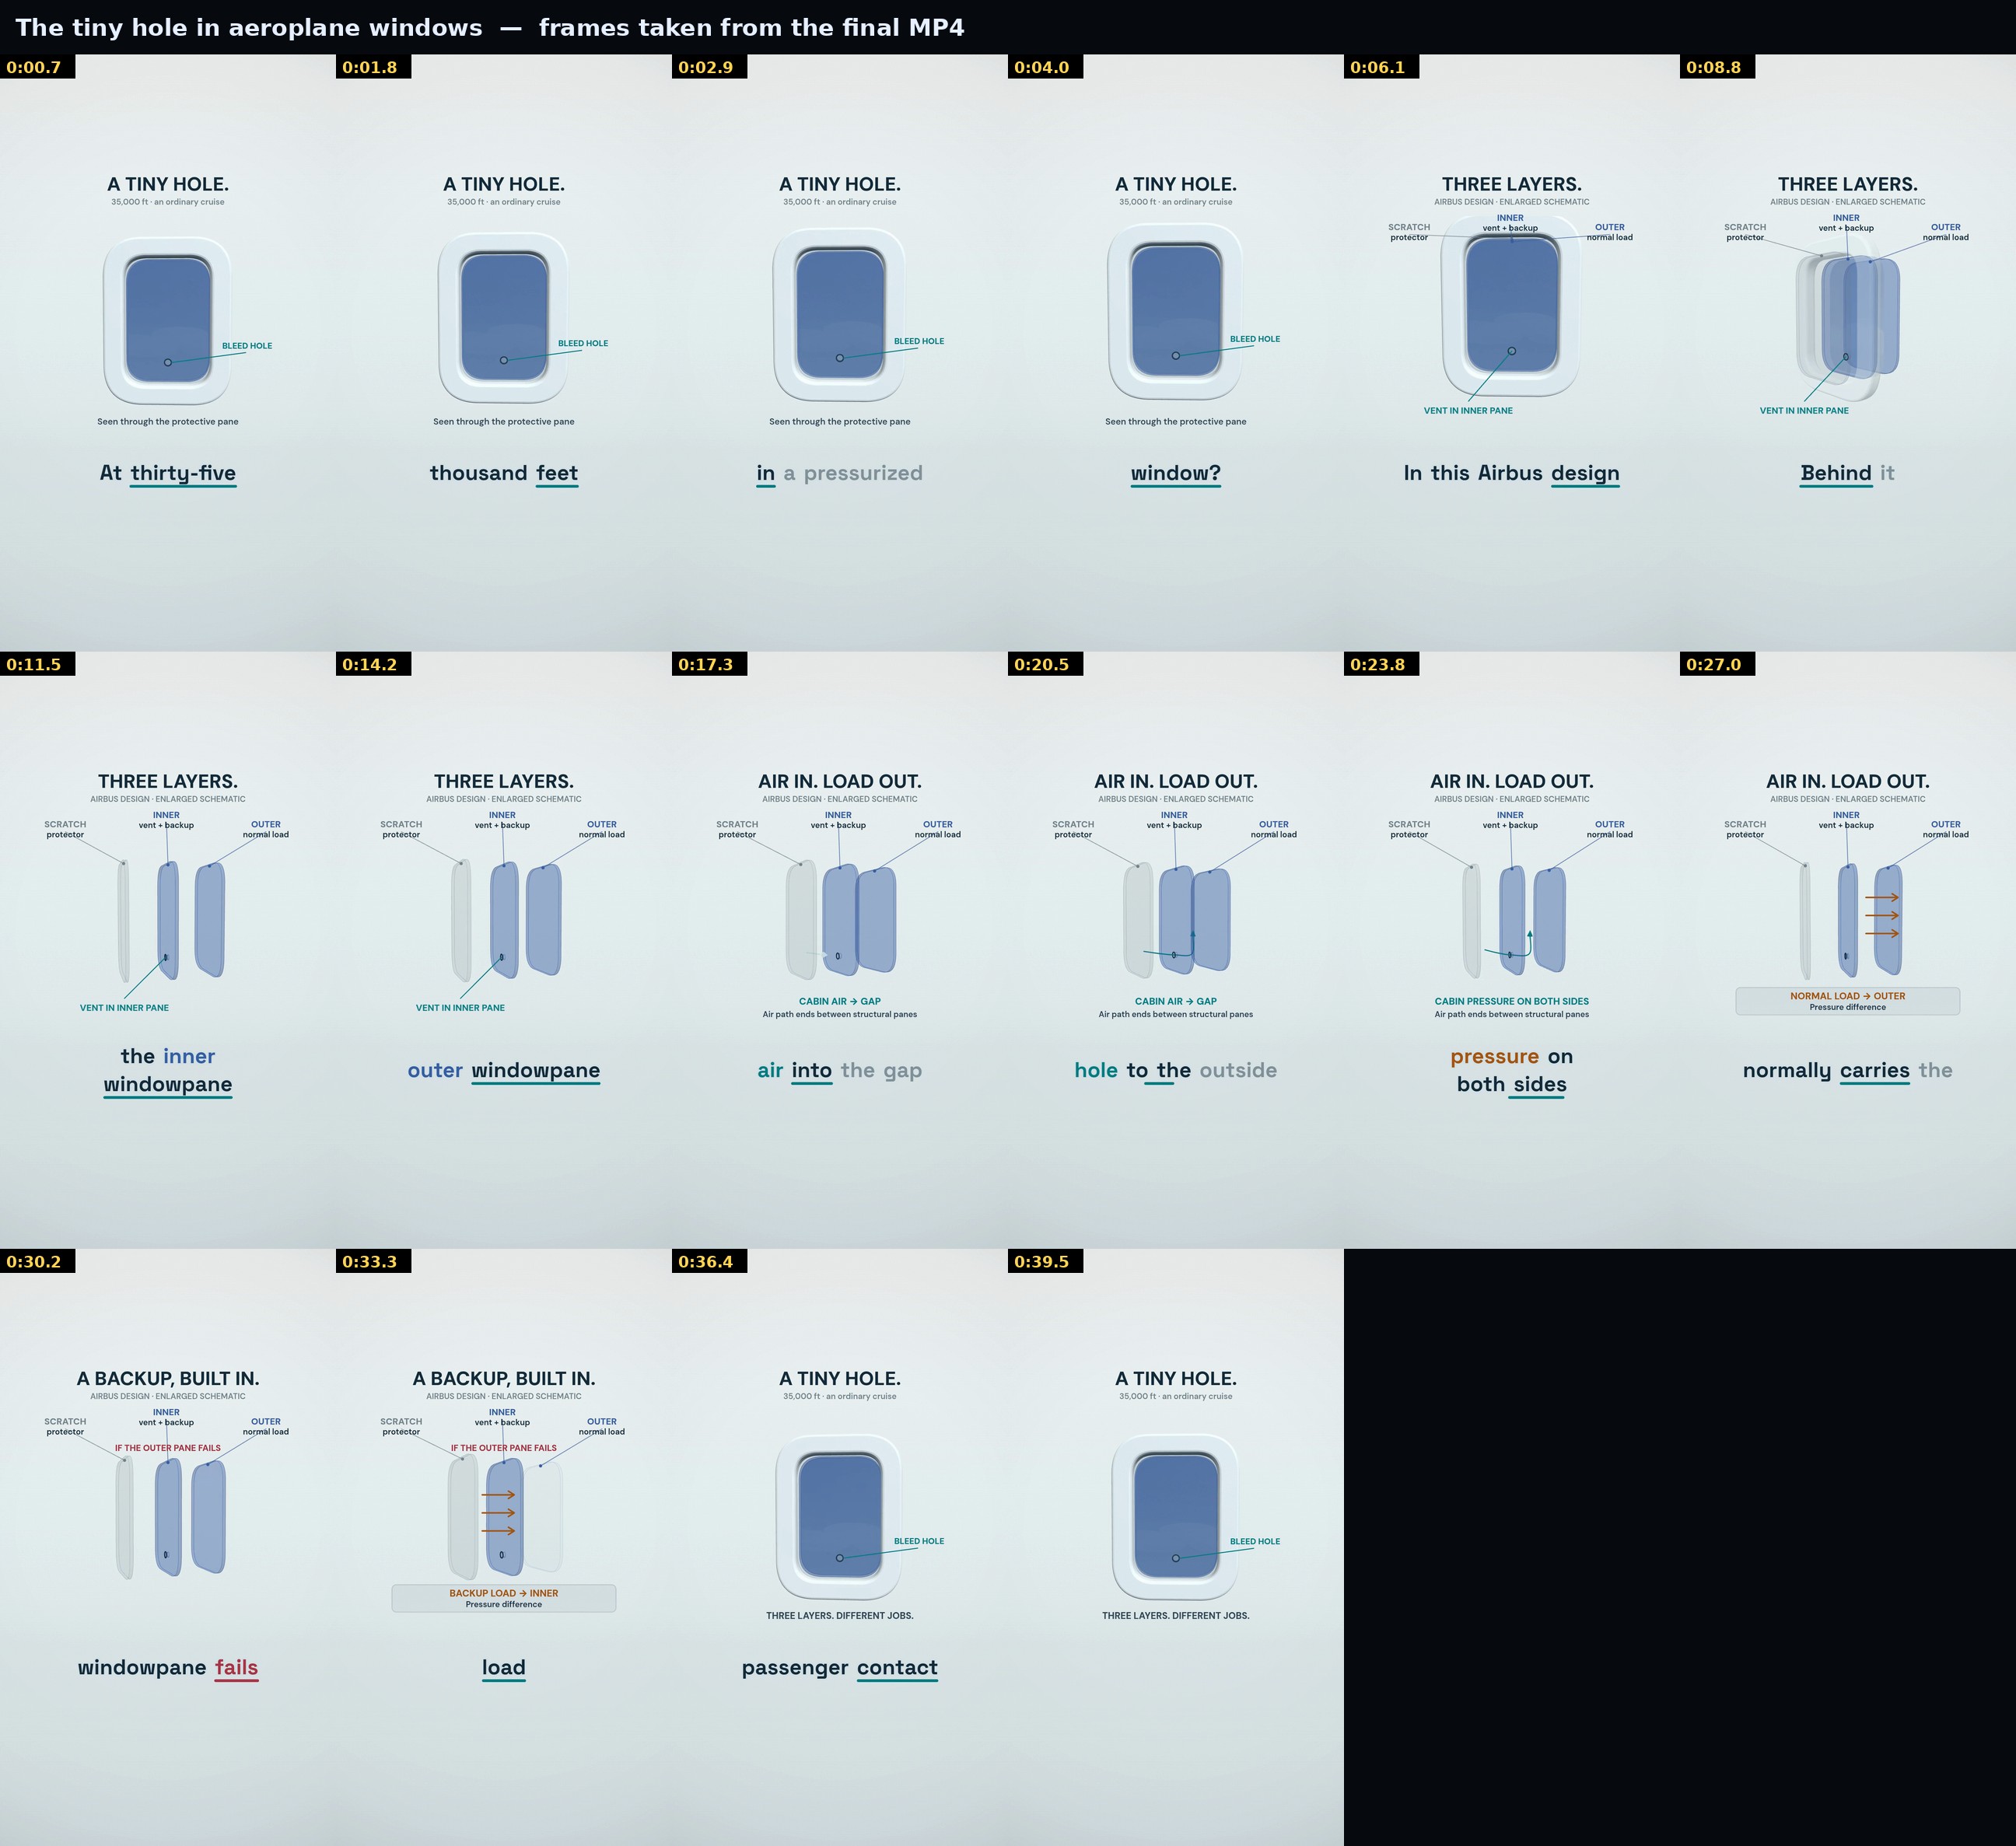 The tiny hole in aeroplane windows — frames taken from the final MP4
0:00.7
A TINY HOLE.
35,000 ft · an ordinary cruise
BLEED HOLE
Seen through the protective pane
At thirty-five
0:01.8
A TINY HOLE.
35,000 ft · an ordinary cruise
BLEED HOLE
Seen through the protective pane
thousand feet
0:02.9
A TINY HOLE.
35,000 ft · an ordinary cruise
BLEED HOLE
Seen through the protective pane
in a pressurized
0:04.0
A TINY HOLE.
35,000 ft · an ordinary cruise
BLEED HOLE
Seen through the protective pane
window?
0:06.1
THREE LAYERS.
AIRBUS DESIGN · ENLARGED SCHEMATIC
SCRATCH
protector
INNER
vent + backup
OUTER
normal load
VENT IN INNER PANE
In this Airbus design
0:08.8
THREE LAYERS.
AIRBUS DESIGN · ENLARGED SCHEMATIC
SCRATCH
protector
INNER
vent + backup
OUTER
normal load
VENT IN INNER PANE
Behind it
0:11.5
THREE LAYERS.
AIRBUS DESIGN · ENLARGED SCHEMATIC
SCRATCH
protector
INNER
vent + backup
OUTER
normal load
VENT IN INNER PANE
the inner
windowpane
0:14.2
THREE LAYERS.
AIRBUS DESIGN · ENLARGED SCHEMATIC
SCRATCH
protector
INNER
vent + backup
OUTER
normal load
VENT IN INNER PANE
outer windowpane
0:17.3
AIR IN. LOAD OUT.
AIRBUS DESIGN · ENLARGED SCHEMATIC
SCRATCH
protector
INNER
vent + backup
OUTER
normal load
CABIN AIR → GAP
Air path ends between structural panes
air into the gap
0:20.5
AIR IN. LOAD OUT.
AIRBUS DESIGN · ENLARGED SCHEMATIC
SCRATCH
protector
INNER
vent + backup
OUTER
normal load
CABIN AIR → GAP
Air path ends between structural panes
hole to the outside
0:23.8
AIR IN. LOAD OUT.
AIRBUS DESIGN · ENLARGED SCHEMATIC
SCRATCH
protector
INNER
vent + backup
OUTER
normal load
CABIN PRESSURE ON BOTH SIDES
Air path ends between structural panes
pressure on
both sides
0:27.0
AIR IN. LOAD OUT.
AIRBUS DESIGN · ENLARGED SCHEMATIC
SCRATCH
protector
INNER
vent + backup
OUTER
normal load
NORMAL LOAD → OUTER
Pressure difference
normally carries the
0:30.2
A BACKUP, BUILT IN.
AIRBUS DESIGN · ENLARGED SCHEMATIC
SCRATCH
protector
INNER
vent + backup
OUTER
normal load
IF THE OUTER PANE FAILS
windowpane fails
0:33.3
A BACKUP, BUILT IN.
AIRBUS DESIGN · ENLARGED SCHEMATIC
SCRATCH
protector
INNER
vent + backup
OUTER
normal load
IF THE OUTER PANE FAILS
BACKUP LOAD → INNER
Pressure difference
load
0:36.4
A TINY HOLE.
35,000 ft · an ordinary cruise
BLEED HOLE
THREE LAYERS. DIFFERENT JOBS.
passenger contact
0:39.5
A TINY HOLE.
35,000 ft · an ordinary cruise
BLEED HOLE
THREE LAYERS. DIFFERENT JOBS.